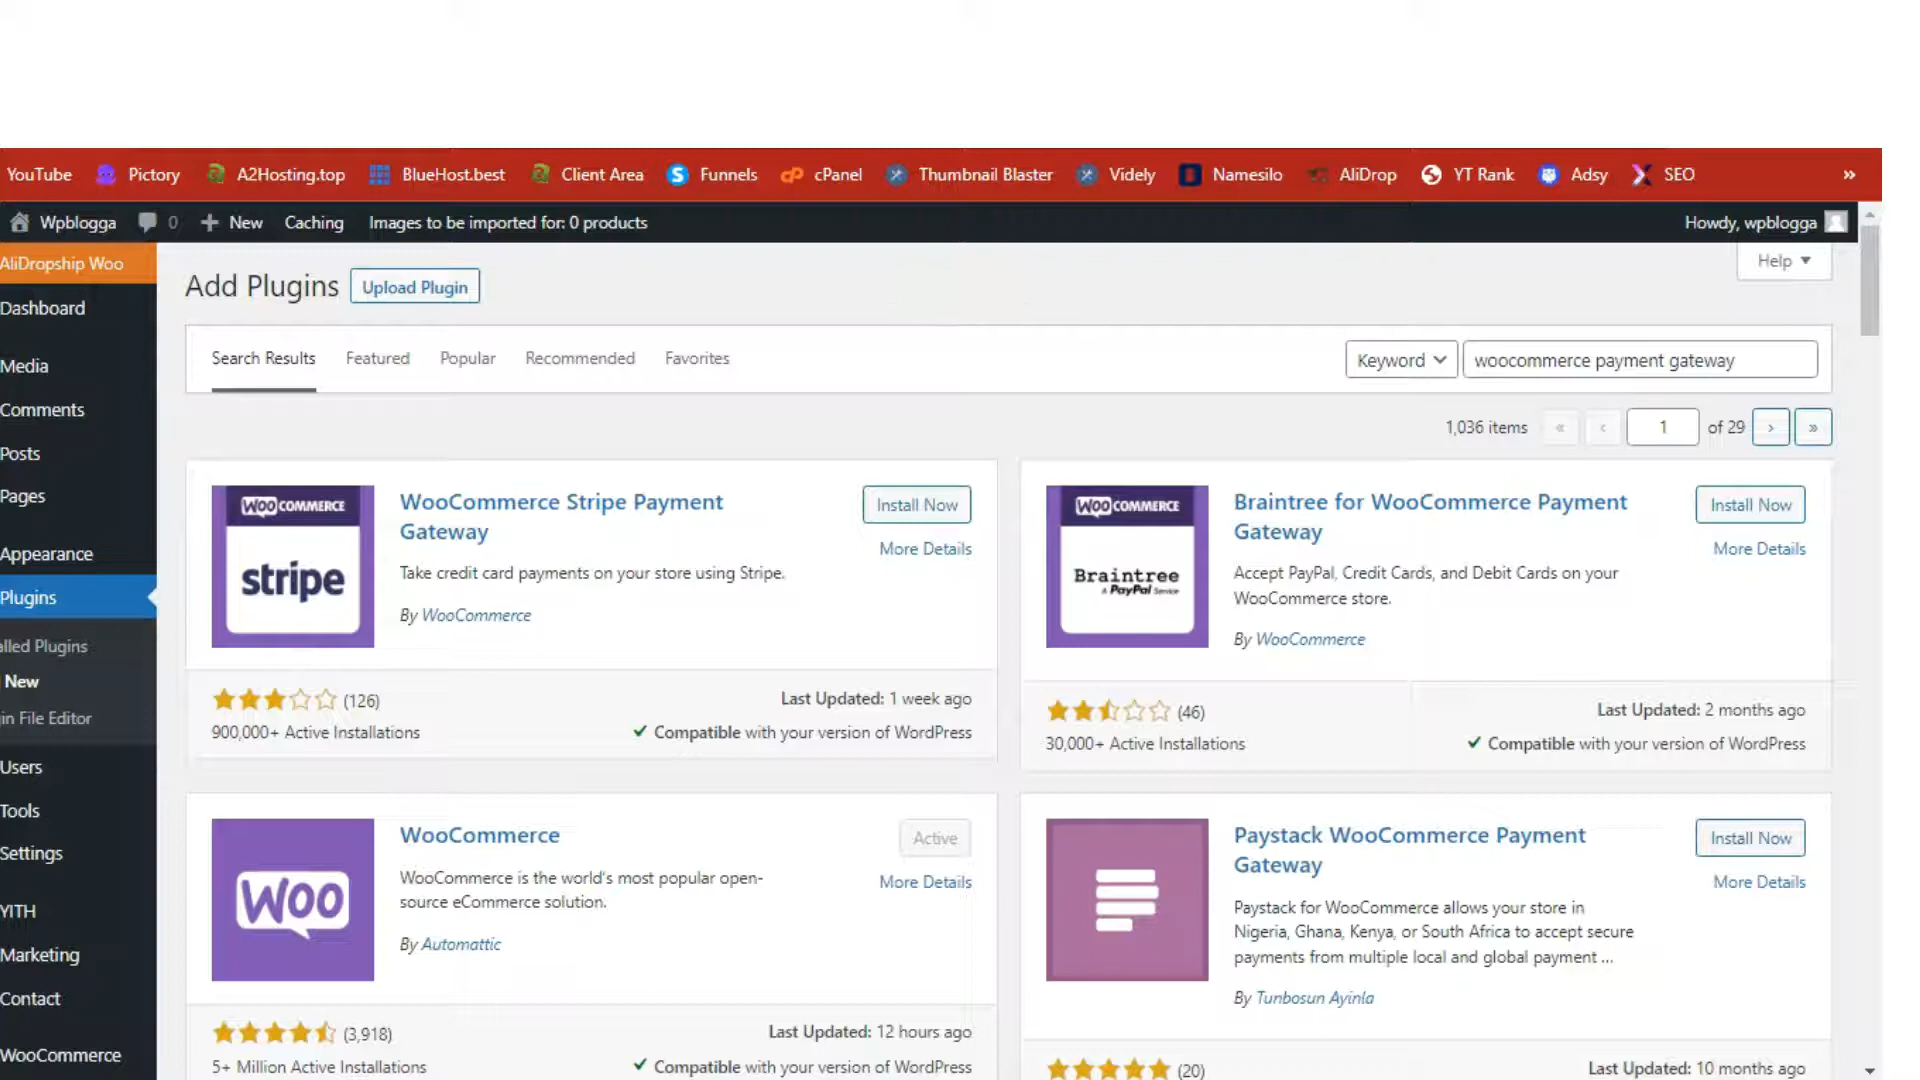 YouTube Pictory A2Hosting.top BlueHost.best Client Area Funnels cPanel Thumbnail Blaster Videly Namesilo AliDrop YT Rank Adsy SEO »
Wpblogga 0 New Caching Images to be imported for: 0 products Howdy, wpblogga
AliDropship Woo
Dashboard
Media
Comments
Posts
Pages
Appearance
Plugins
alled Plugins
New
in File Editor
Users
Tools
Settings
YITH
Marketing
Contact
WooCommerce
Help
Add Plugins Upload Plugin
Search Results Featured Popular Recommended Favorites Keyword woocommerce payment gateway
1,036 items « ‹ 1 of 29 › »
WOO COMMERCE
stripe
WooCommerce Stripe Payment
Gateway
Install Now
More Details
Take credit card payments on your store using Stripe.
By WooCommerce
(126)
Last Updated: 1 week ago
900,000+ Active Installations
Compatible with your version of WordPress
WOO COMMERCE
Braintree
A PayPal Service
Braintree for WooCommerce Payment
Gateway
Install Now
More Details
Accept PayPal, Credit Cards, and Debit Cards on your
WooCommerce store.
By WooCommerce
(46)
Last Updated: 2 months ago
30,000+ Active Installations
Compatible with your version of WordPress
WOO
WooCommerce
Active
More Details
WooCommerce is the world's most popular open-
source eCommerce solution.
By Automattic
(3,918)
Last Updated: 12 hours ago
5+ Million Active Installations
Compatible with your version of WordPress
Paystack WooCommerce Payment
Gateway
Install Now
More Details
Paystack for WooCommerce allows your store in
Nigeria, Ghana, Kenya, or South Africa to accept secure
payments from multiple local and global payment ...
By Tunbosun Ayinla
(20)
Last Updated: 10 months ago